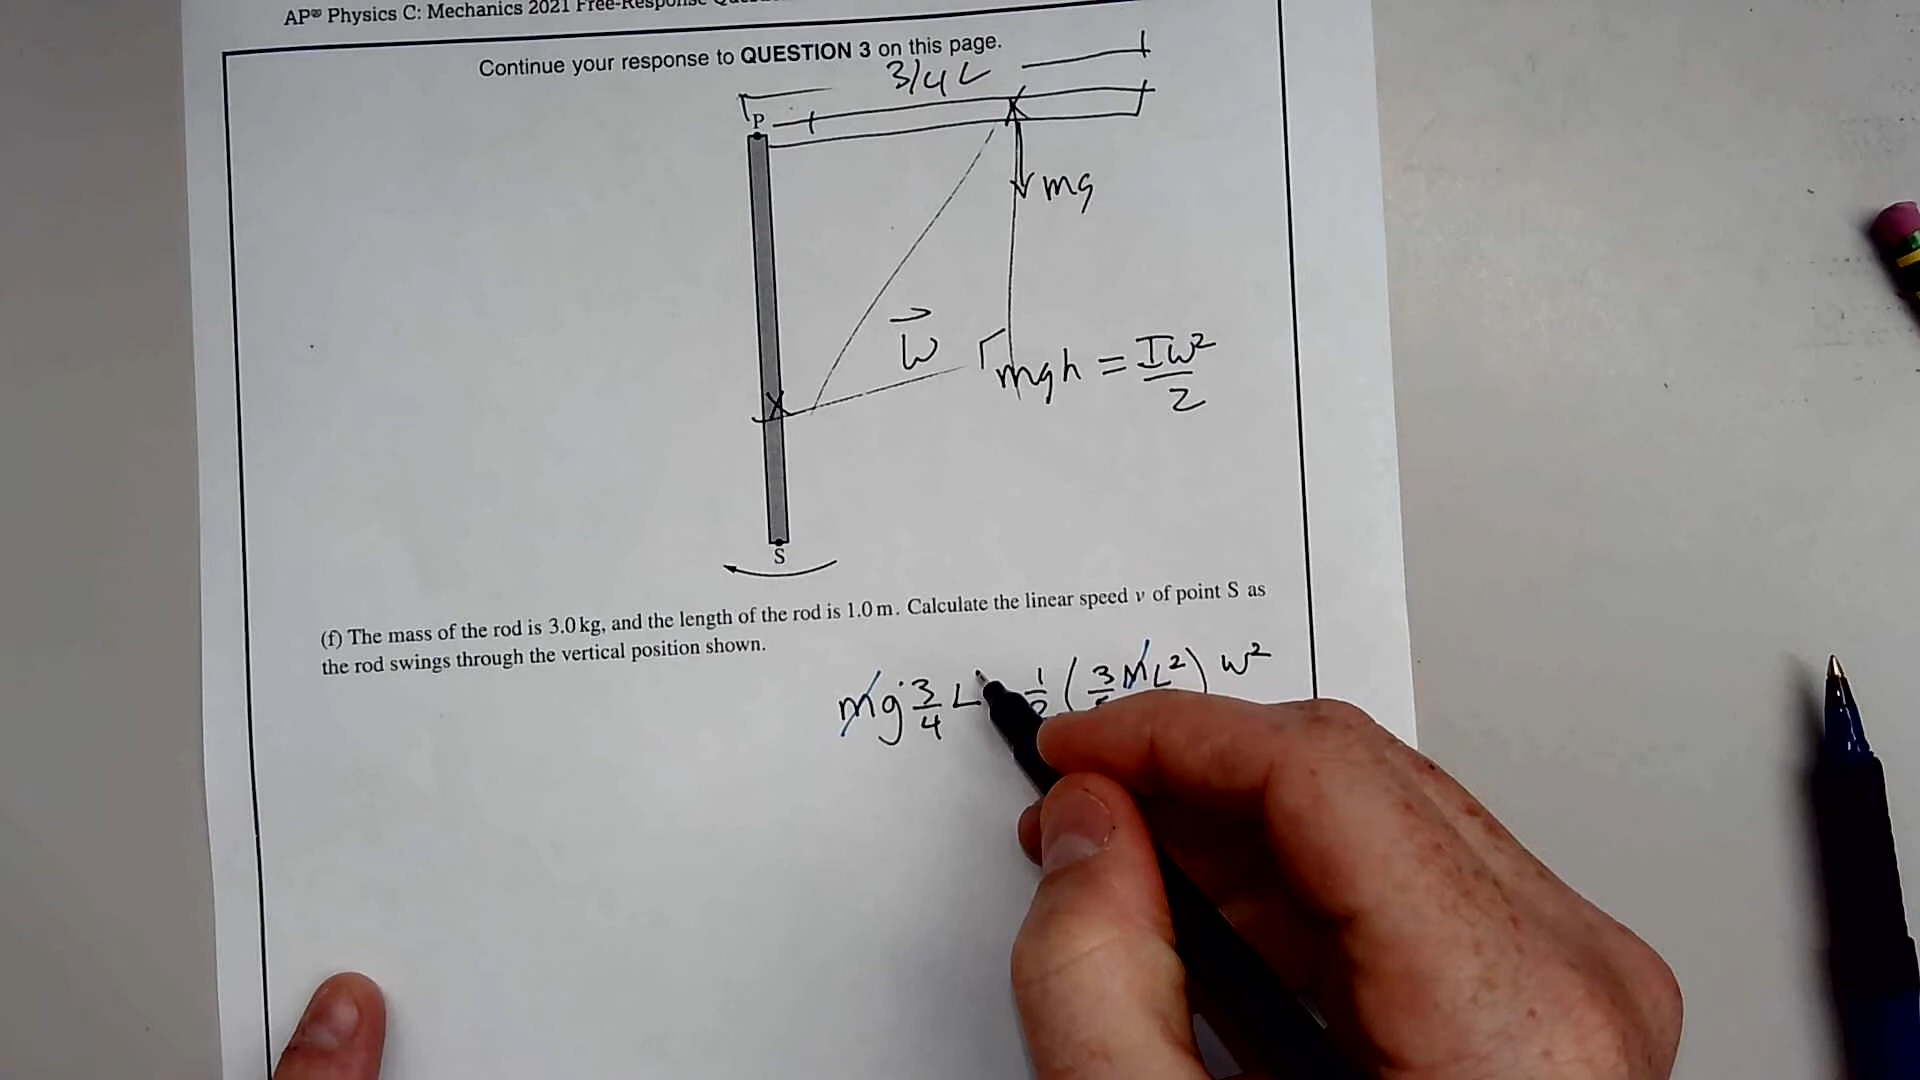 AP® Physics C: Mechanics 2021 Free-Response
Continue your response to QUESTION 3 on this page.
3/4 L
P
mg
ω
mgh = Iω²/2
S
(f) The mass of the rod is 3.0 kg, and the length of the rod is 1.0 m. Calculate the linear speed v of point S as
the rod swings through the vertical position shown.
mg 3/4 L 1/2 (3 ML²) ω²